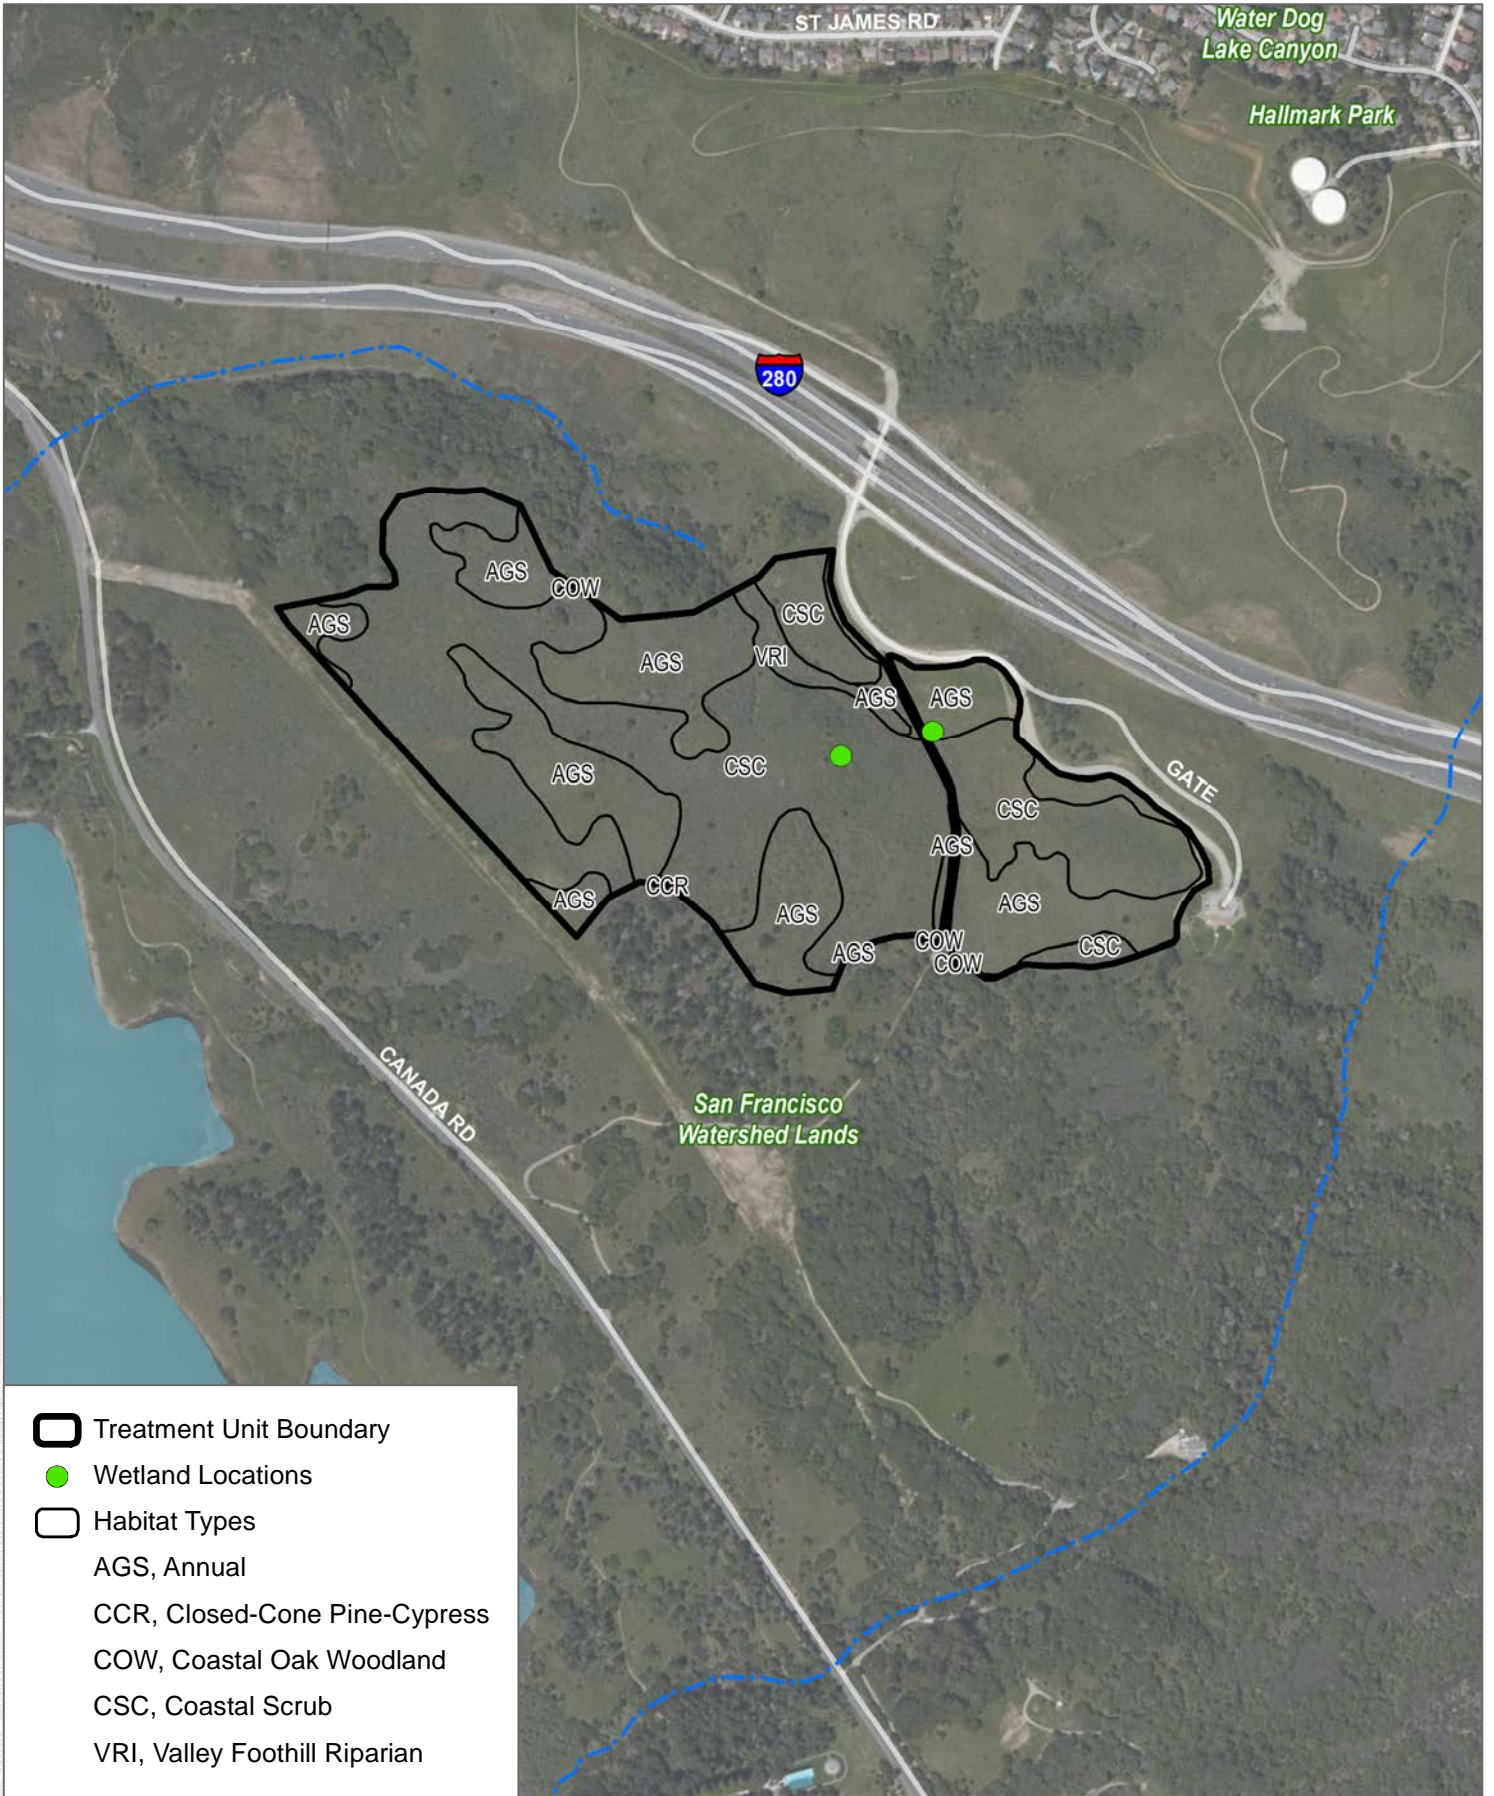 ST JAMES RD
Water Dog
Lake Canyon
Hallmark Park
280
AGS
COW
AGS
CSC
AGS
VRI
AGS
AGS
CSC
AGS
GATE
CSC
AGS
CCR
AGS
AGS
AGS
AGS
COW
CSC
AGS
COW
CANADA RD
San Francisco
Watershed Lands
Treatment Unit Boundary
Wetland Locations
Habitat Types
AGS, Annual
CCR, Closed-Cone Pine-Cypress
COW, Coastal Oak Woodland
CSC, Coastal Scrub
VRI, Valley Foothill Riparian